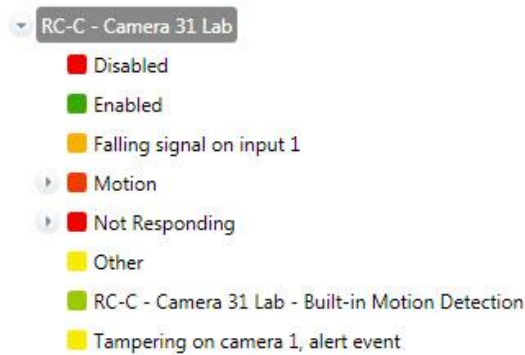 RC-C - Camera 31 Lab
Disabled
Enabled
Falling signal on input 1
Motion
Not Responding
Other
RC-C - Camera 31 Lab - Built-in Motion Detection
Tampering on camera 1, alert event